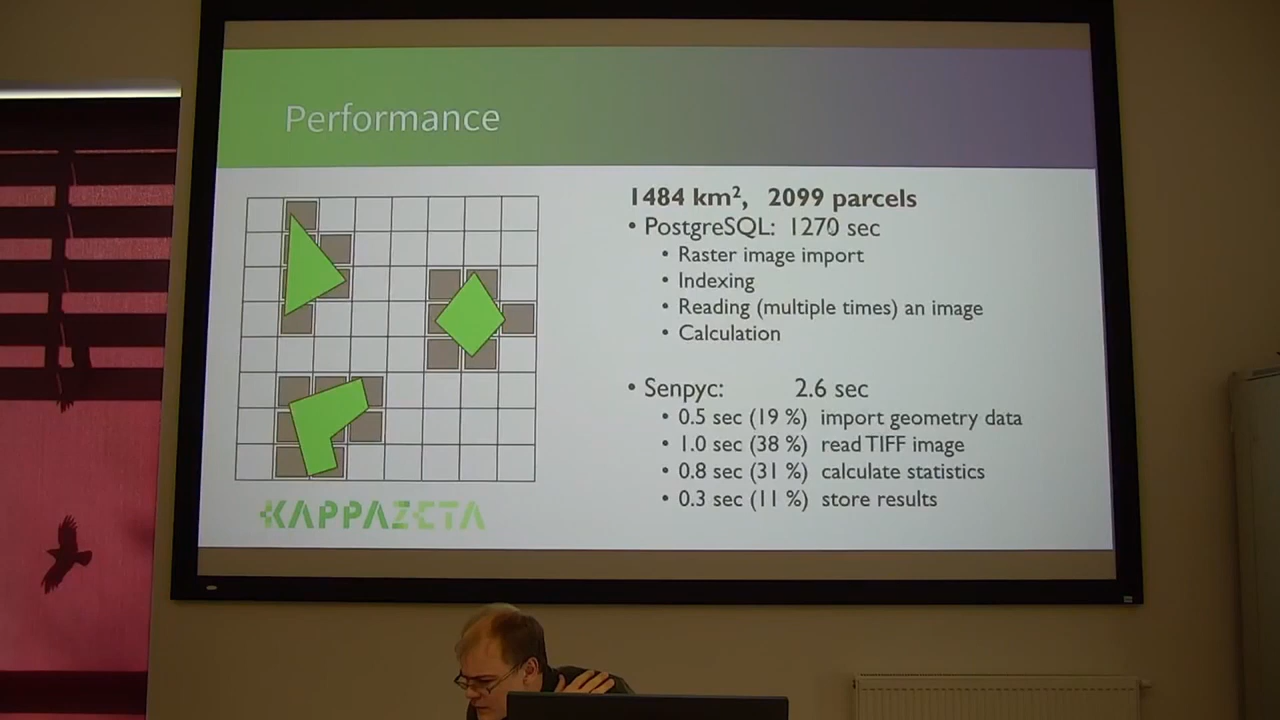 Performance
1484 km², 2099 parcels
• PostgreSQL: 1270 sec
• Raster image import
• Indexing
• Reading (multiple times) an image
• Calculation
• Senpyc: 2.6 sec
• 0.5 sec (19 %) import geometry data
• 1.0 sec (38 %) read TIFF image
• 0.8 sec (31 %) calculate statistics
• 0.3 sec (11 %) store results
KAPPAZETA